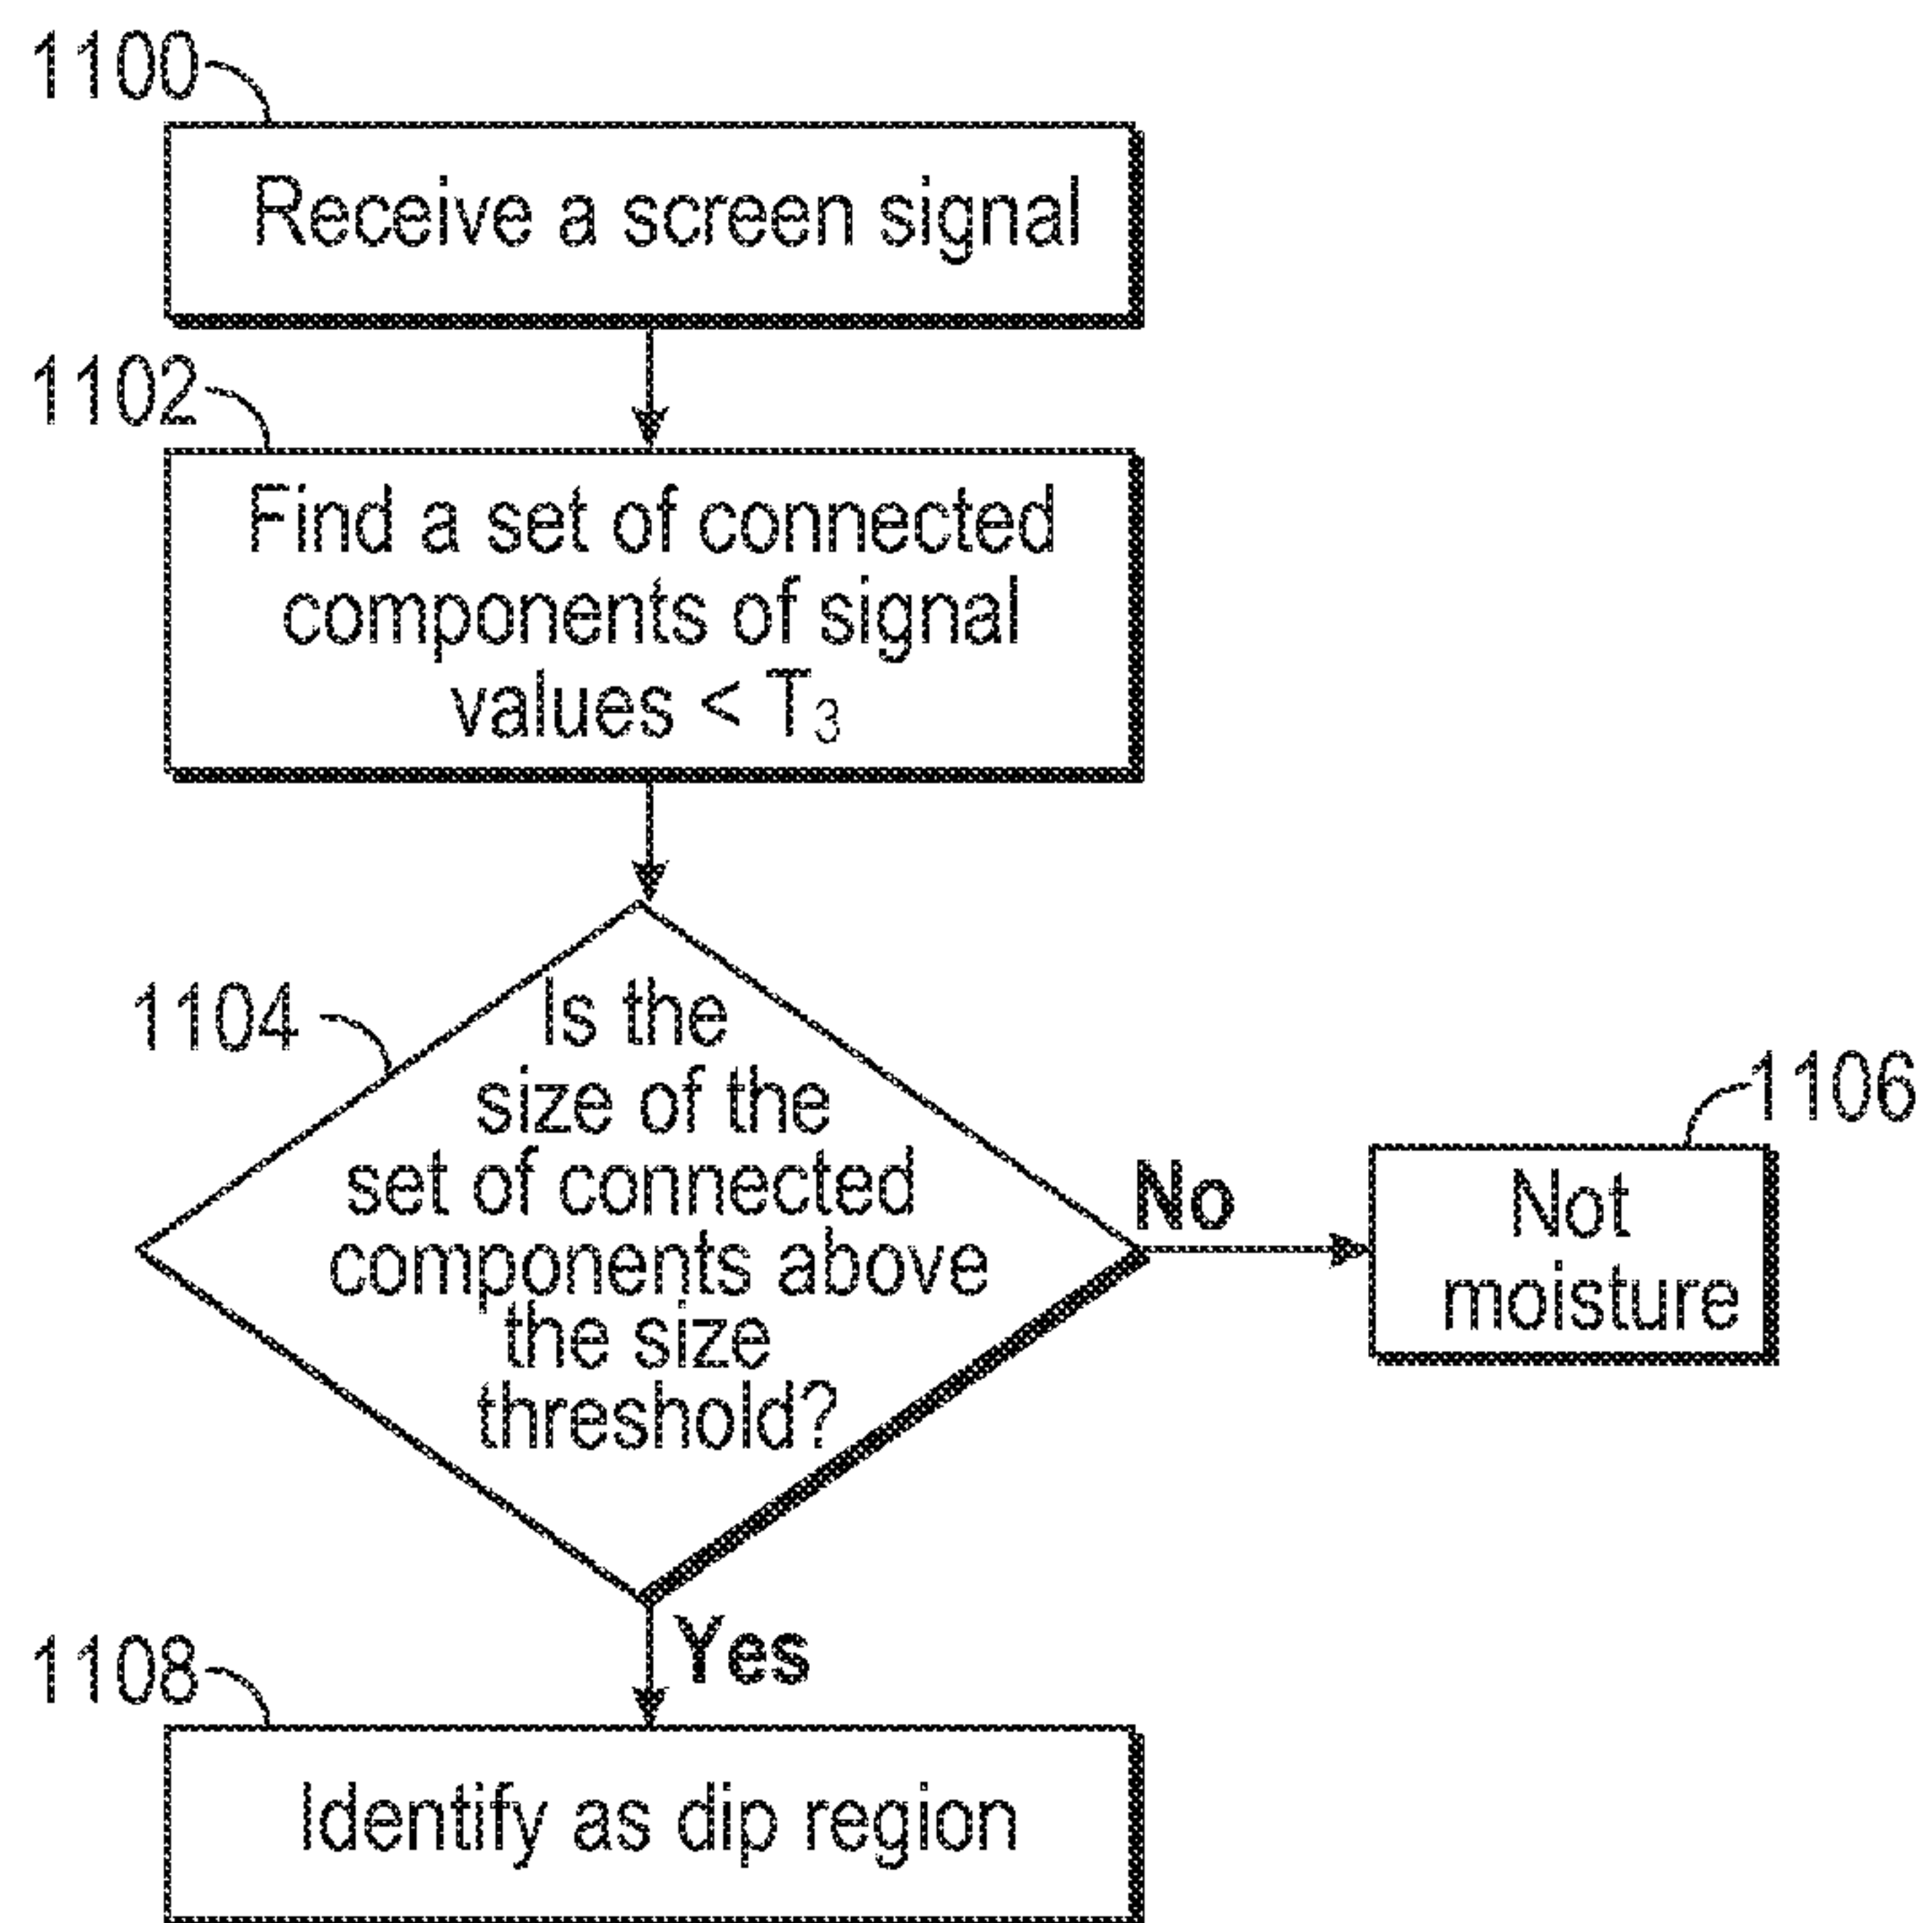 1100
Receive a screen signal
1102
Find a set of connected
components of signal
values < T₃
1104
Is the
size of the
set of connected
components above
the size
threshold?
No
1106
Not
moisture
Yes
1108
Identify as dip region